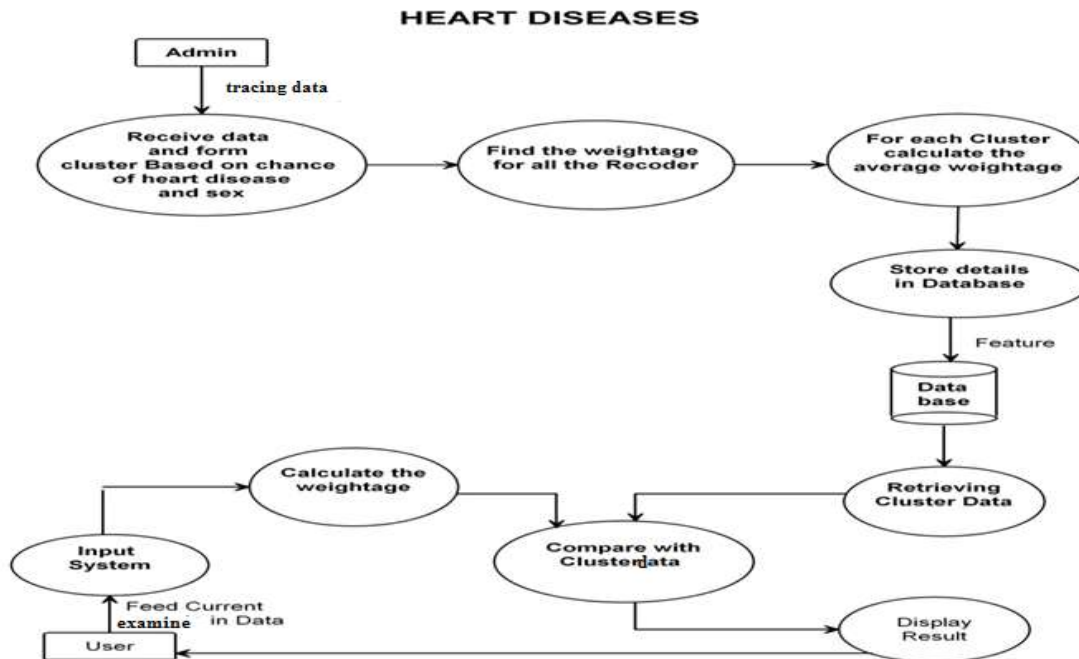 HEART DISEASES
Admin
tracing data
Receive data
and form
cluster Based on chance
of heart disease
and sex
Find the weightage
for all the Recoder
For each Cluster
calculate the
average weightage
Store details
in Database
Feature
Data
base
Retrieving
Cluster Data
Calculate the
weightage
Compare with
Clusterdata
Input
System
Feed Current
examine in Data
User
Display
Result